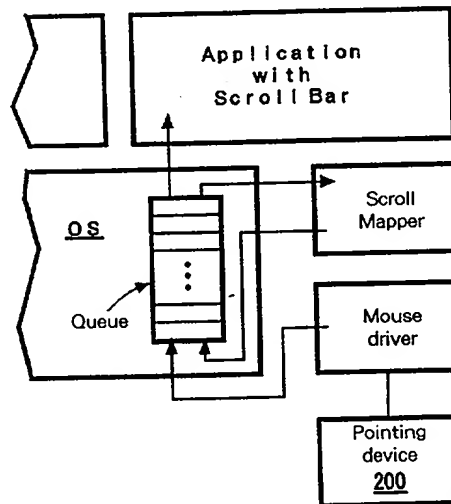 Application
with
Scroll Bar
OS
Queue
Scroll
Mapper
Mouse
driver
Pointing
device
200